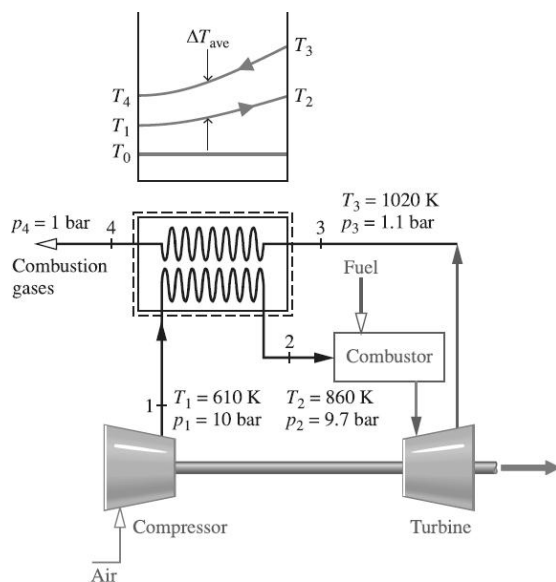 ΔT_ave
T_3
T_4
T_2
T_1
T_0
T_3 = 1020 K
p_3 = 1.1 bar
p_4 = 1 bar
4
3
Combustion
gases
Fuel
2
Combustor
1
T_1 = 610 K
p_1 = 10 bar
T_2 = 860 K
p_2 = 9.7 bar
Compressor
Turbine
Air